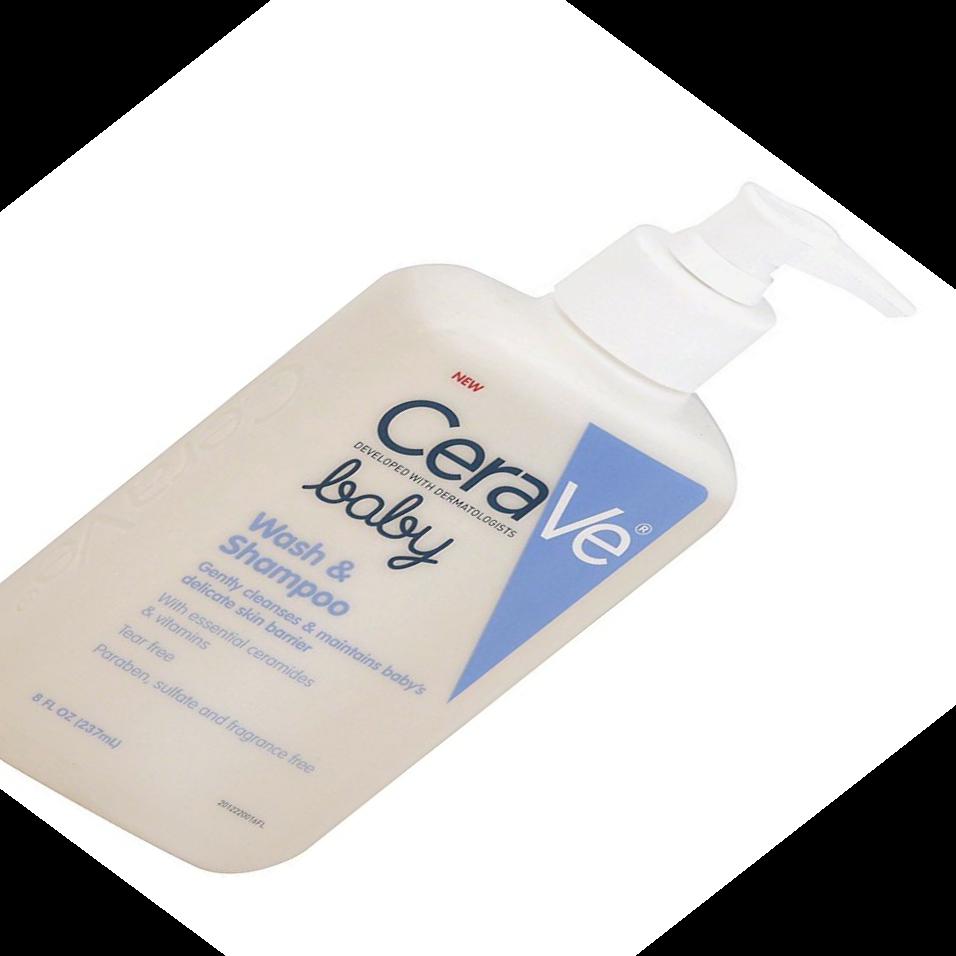 NEW
CeraVe®
DEVELOPED WITH DERMATOLOGISTS
baby
Wash &
Shampoo
Gently cleanses & maintains baby's
delicate skin barrier
With essential ceramides
& vitamins
Tear free
Paraben, sulfate and fragrance free
8 FL OZ (237mL)